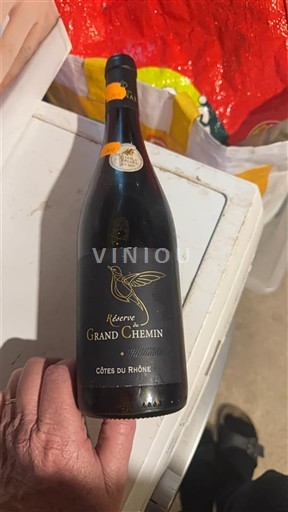 VINIOU
Réserve
du
GRAND CHEMIN
CÔTES DU RHÔNE